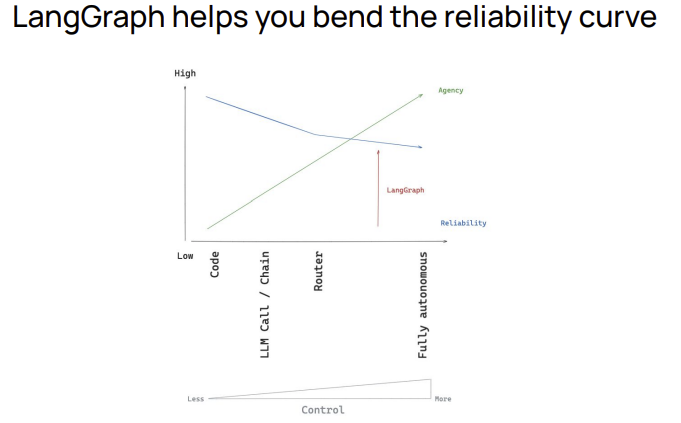 LangGraph helps you bend the reliability curve
High
Agency
LangGraph
Reliability
Low
Code
LLM Call / Chain
Router
Fully autonomous
Less
More
Control